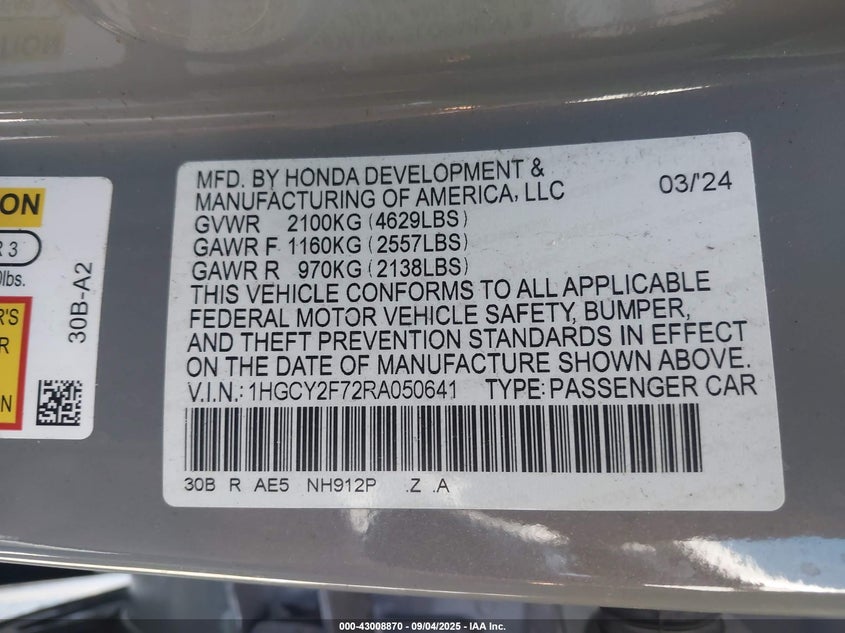 MFD. BY HONDA DEVELOPMENT &
MANUFACTURING OF AMERICA, LLC 03/'24
GVWR 2100KG (4629LBS)
GAWR F 1160KG (2557LBS)
GAWR R 970KG (2138LBS)
THIS VEHICLE CONFORMS TO ALL APPLICABLE
FEDERAL MOTOR VEHICLE SAFETY, BUMPER,
AND THEFT PREVENTION STANDARDS IN EFFECT
ON THE DATE OF MANUFACTURE SHOWN ABOVE.
V.I.N.: 1HGCY2F72RA050641 TYPE: PASSENGER CAR
30B R AE5 NH912P .Z .A
ON
R 3
0lbs.
30B-A2
R'S
R
N
000-43008870 - 09/04/2025 - IAA Inc.